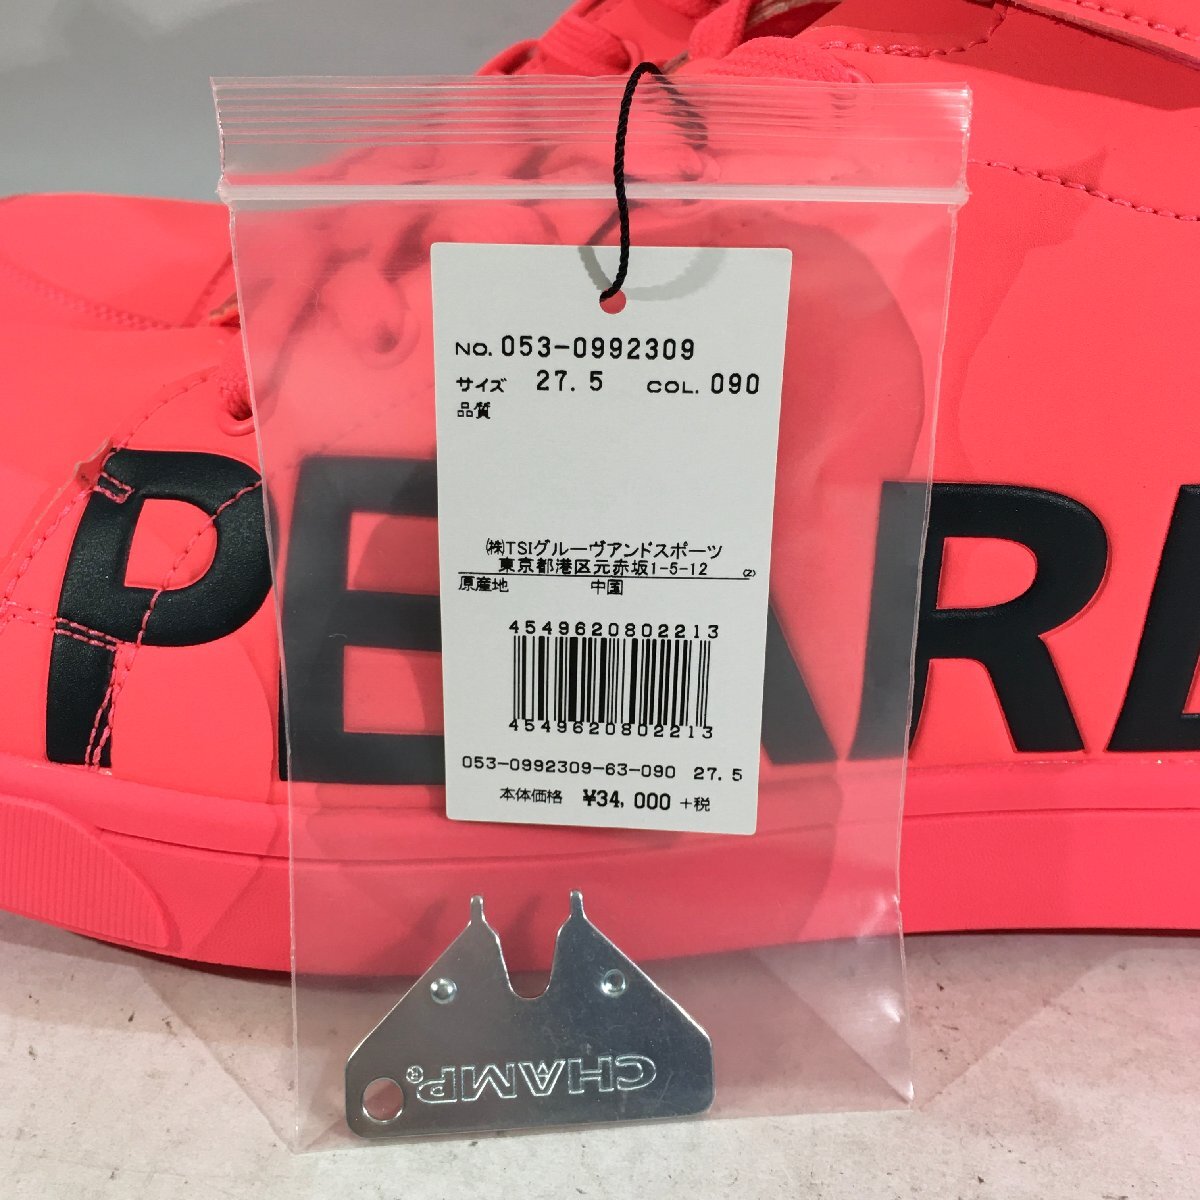 NO. 053-0992309
サイズ 27.5 COL. 090
品質
㈱TSIグルーヴアンドスポーツ
東京都港区元赤坂1-5-12 (2)
原産地 中国
4549620802213
4549620802213
053-0992309-63-090 27.5
本体価格 ¥34,000 +税
PEAR
CHAMP®